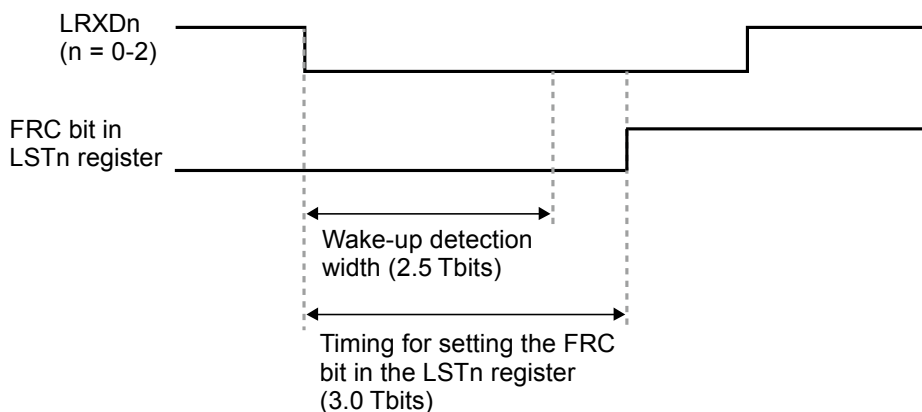 LRXDn
(n = 0-2)
FRC bit in
LSTn register
Wake-up detection
width (2.5 Tbits)
Timing for setting the FRC
bit in the LSTn register
(3.0 Tbits)